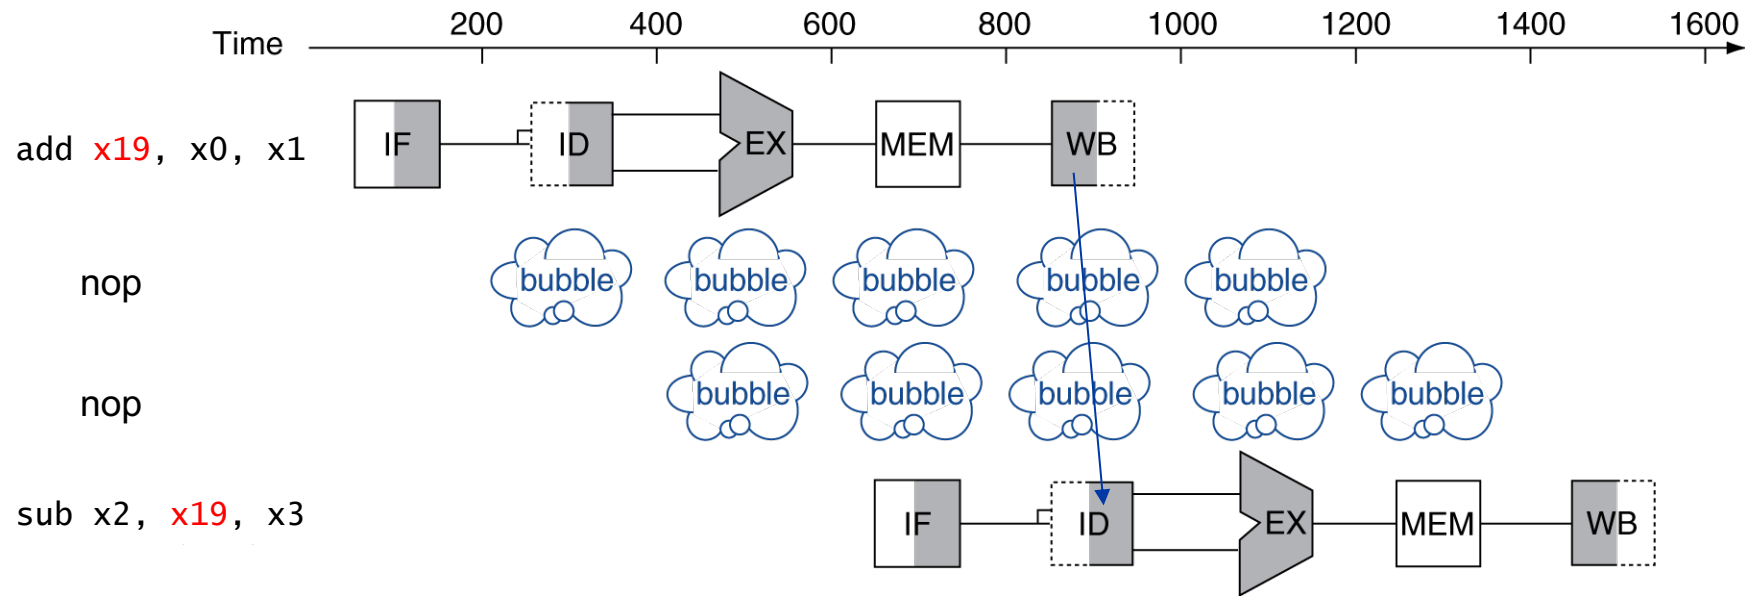 Time 200 400 600 800 1000 1200 1400 1600
add x19, x0, x1 IF ID EX MEM WB
nop bubble bubble bubble bubble bubble
nop bubble bubble bubble bubble bubble
sub x2, x19, x3 IF ID EX MEM WB